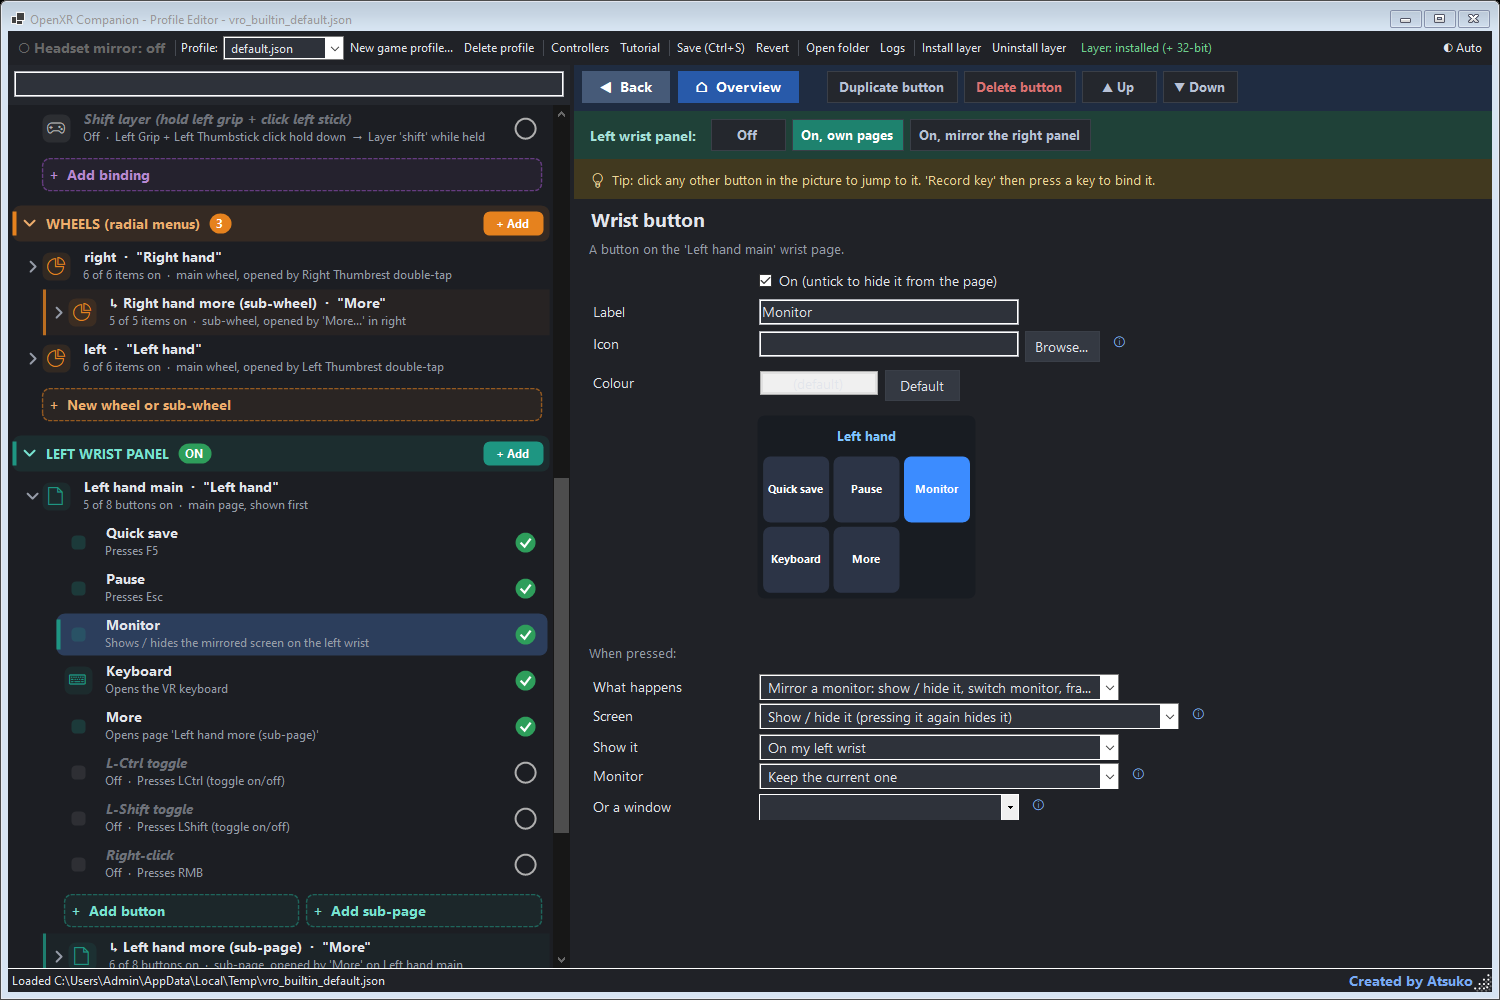 OpenXR Companion - Profile Editor - vro_builtin_default.json
Headset mirror: off
Profile:
default.json
New game profile...
Delete profile
Controllers
Tutorial
Save (Ctrl+S)
Revert
Open folder
Logs
Install layer
Uninstall layer
Layer: installed (+ 32-bit)
Auto
Shift layer (hold left grip + click left stick)
Off · Left Grip + Left Thumbstick click hold down → Layer 'shift' while held
+ Add binding
WHEELS (radial menus) 3
+ Add
right · "Right hand"
6 of 6 items on · main wheel, opened by Right Thumbrest double-tap
↳ Right hand more (sub-wheel) · "More"
5 of 5 items on · sub-wheel, opened by 'More...' in right
left · "Left hand"
6 of 6 items on · main wheel, opened by Left Thumbrest double-tap
+ New wheel or sub-wheel
LEFT WRIST PANEL ON
+ Add
Left hand main · "Left hand"
5 of 8 buttons on · main page, shown first
Quick save
Presses F5
Pause
Presses Esc
Monitor
Shows / hides the mirrored screen on the left wrist
Keyboard
Opens the VR keyboard
More
Opens page 'Left hand more (sub-page)'
L-Ctrl toggle
Off · Presses LCtrl (toggle on/off)
L-Shift toggle
Off · Presses LShift (toggle on/off)
Right-click
Off · Presses RMB
+ Add button
+ Add sub-page
↳ Left hand more (sub-page) · "More"
6 of 8 buttons on · sub-page, opened by 'More' on Left hand main
◀ Back
Overview
Duplicate button
Delete button
▲ Up
▼ Down
Left wrist panel:
Off
On, own pages
On, mirror the right panel
Tip: click any other button in the picture to jump to it. 'Record key' then press a key to bind it.
Wrist button
A button on the 'Left hand main' wrist page.
On (untick to hide it from the page)
Label
Monitor
Icon
Browse...
Colour
(default)
Default
Left hand
Quick save
Pause
Monitor
Keyboard
More
When pressed:
What happens
Mirror a monitor: show / hide it, switch monitor, fra...
Screen
Show / hide it (pressing it again hides it)
Show it
On my left wrist
Monitor
Keep the current one
Or a window
Loaded C:\Users\Admin\AppData\Local\Temp\vro_builtin_default.json
Created by Atsuko